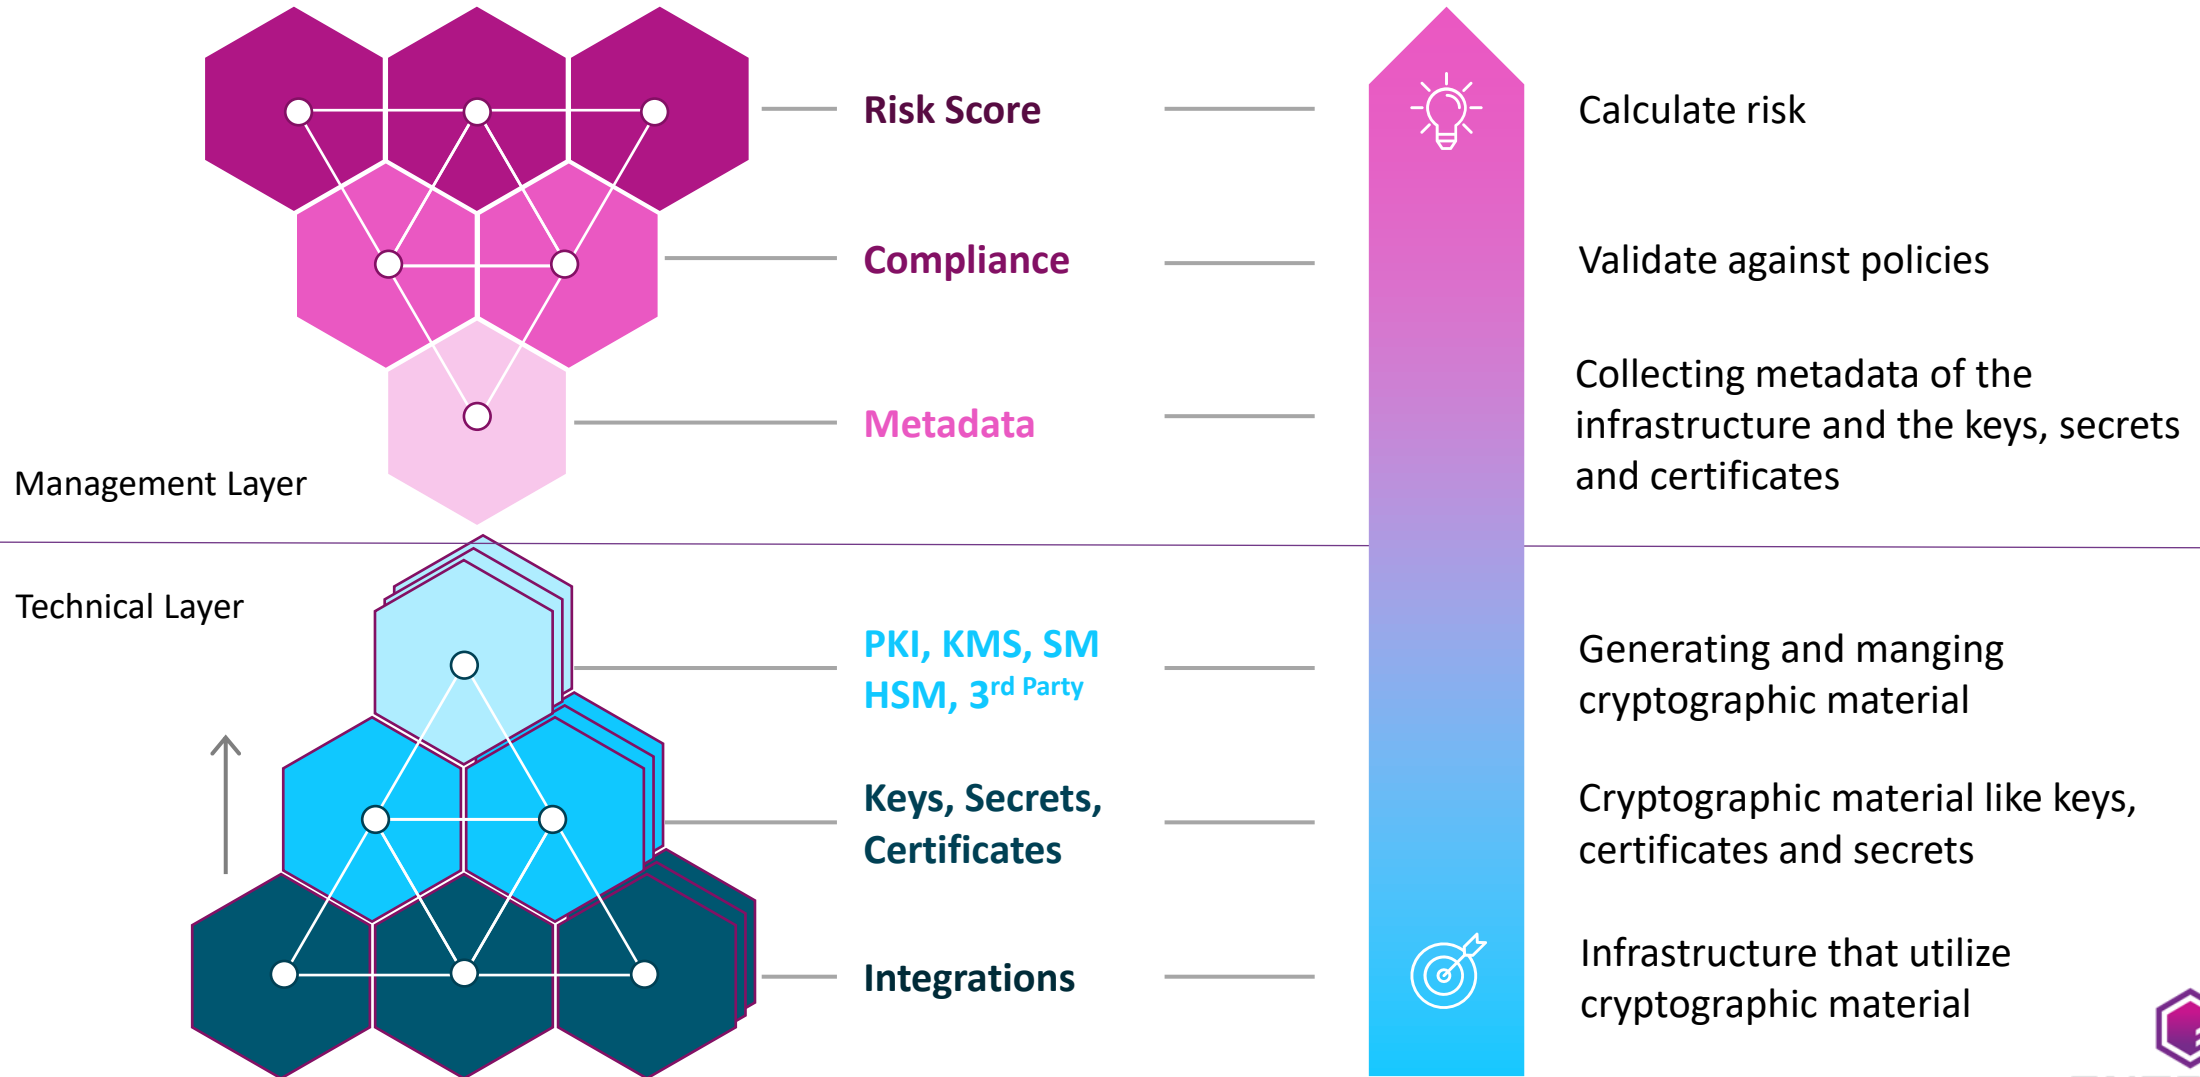 Risk Score
Calculate risk
Compliance
Validate against policies
Metadata
Collecting metadata of the
infrastructure and the keys, secrets
and certificates
Management Layer
Technical Layer
PKI, KMS, SM
HSM, 3rd Party
Generating and manging
cryptographic material
Keys, Secrets,
Certificates
Cryptographic material like keys,
certificates and secrets
Integrations
Infrastructure that utilize
cryptographic material